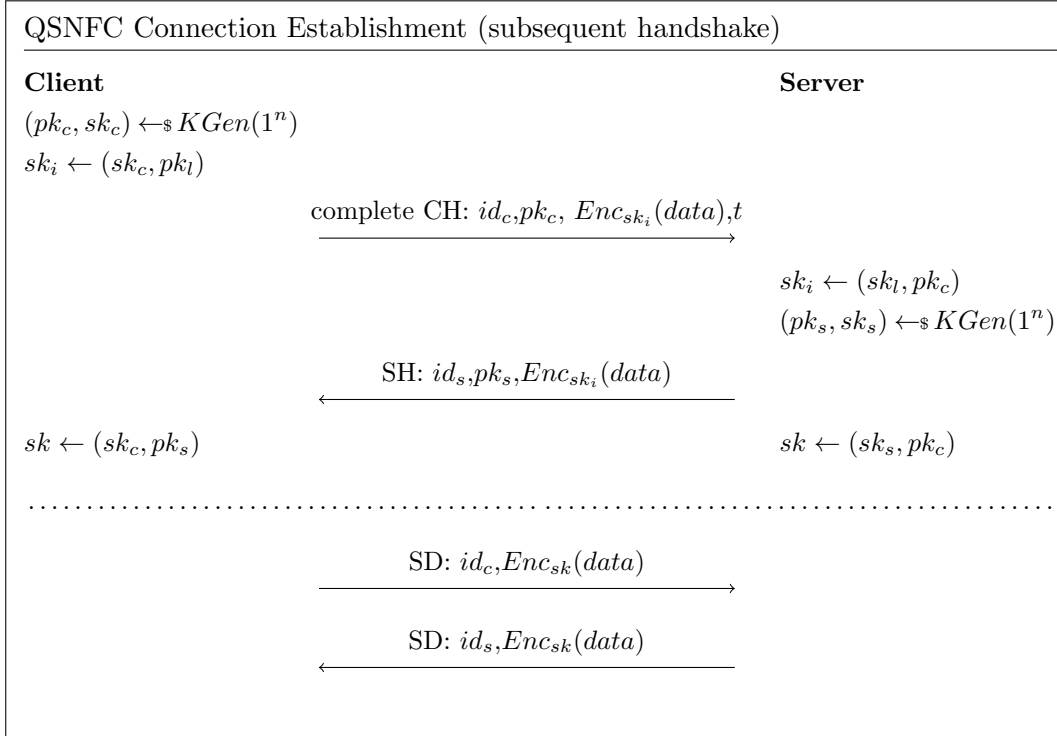 QSNFC Connection Establishment (subsequent handshake)
Client Server
(pk_c, sk_c) ←$ KGen(1^n)
sk_i ← (sk_c, pk_l)
complete CH: id_c,pk_c, Enc_{sk_i}(data),t
sk_i ← (sk_l, pk_c)
(pk_s, sk_s) ←$ KGen(1^n)
SH: id_s,pk_s,Enc_{sk_i}(data)
sk ← (sk_c, pk_s) sk ← (sk_s, pk_c)
SD: id_c,Enc_{sk}(data)
SD: id_s,Enc_{sk}(data)